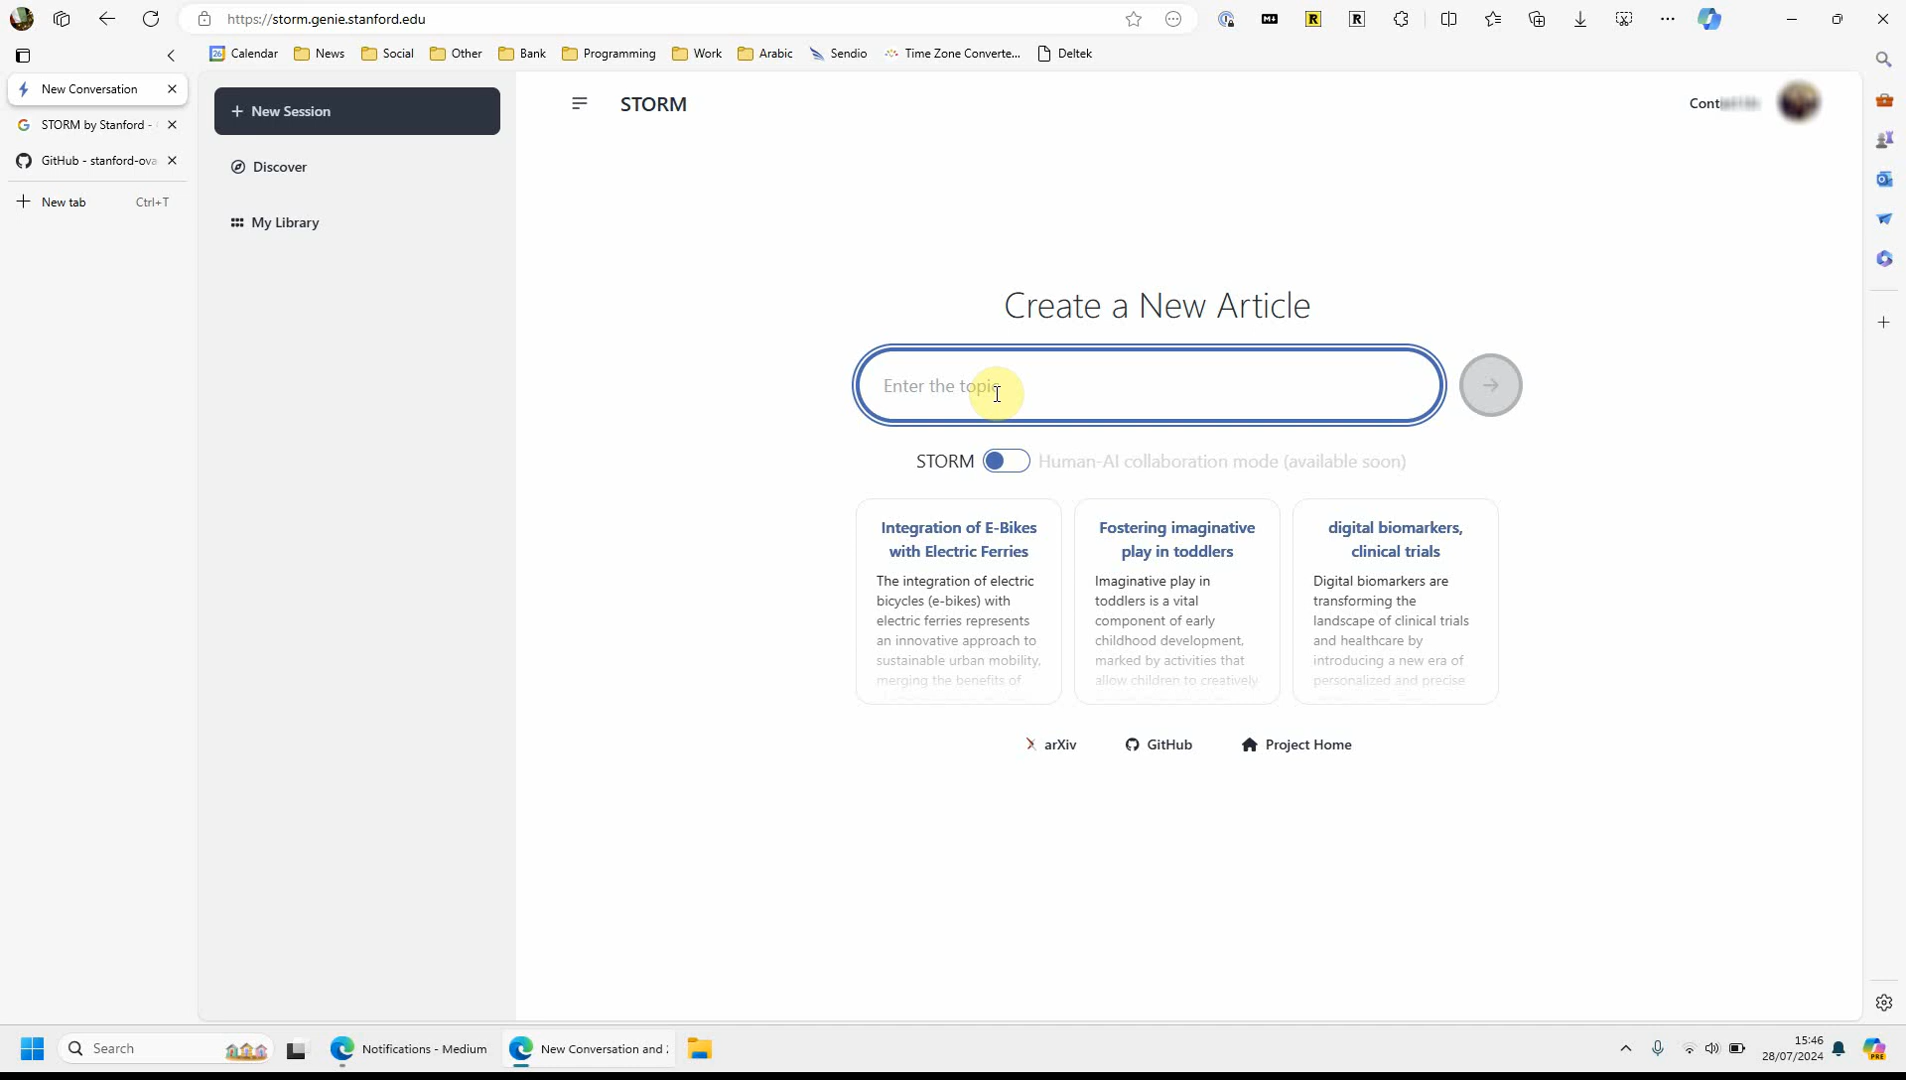 https://storm.genie.stanford.edu
Calendar News Social Other Bank Programming Work Arabic Sendio Time Zone Converte... Deltek
New Conversation
STORM by Stanford -
GitHub - stanford-ova
New tab Ctrl+T
+ New Session
Discover
My Library
STORM
Cont
Create a New Article
Enter the topic
STORM Human-AI collaboration mode (available soon)
Integration of E-Bikes
with Electric Ferries
The integration of electric
bicycles (e-bikes) with
electric ferries represents
an innovative approach to
sustainable urban mobility,
merging the benefits of
Fostering imaginative
play in toddlers
Imaginative play in
toddlers is a vital
component of early
childhood development,
marked by activities that
allow children to creatively
digital biomarkers,
clinical trials
Digital biomarkers are
transforming the
landscape of clinical trials
and healthcare by
introducing a new era of
personalized and precise
arXiv GitHub Project Home
Search
Notifications - Medium
New Conversation and
15:46
28/07/2024